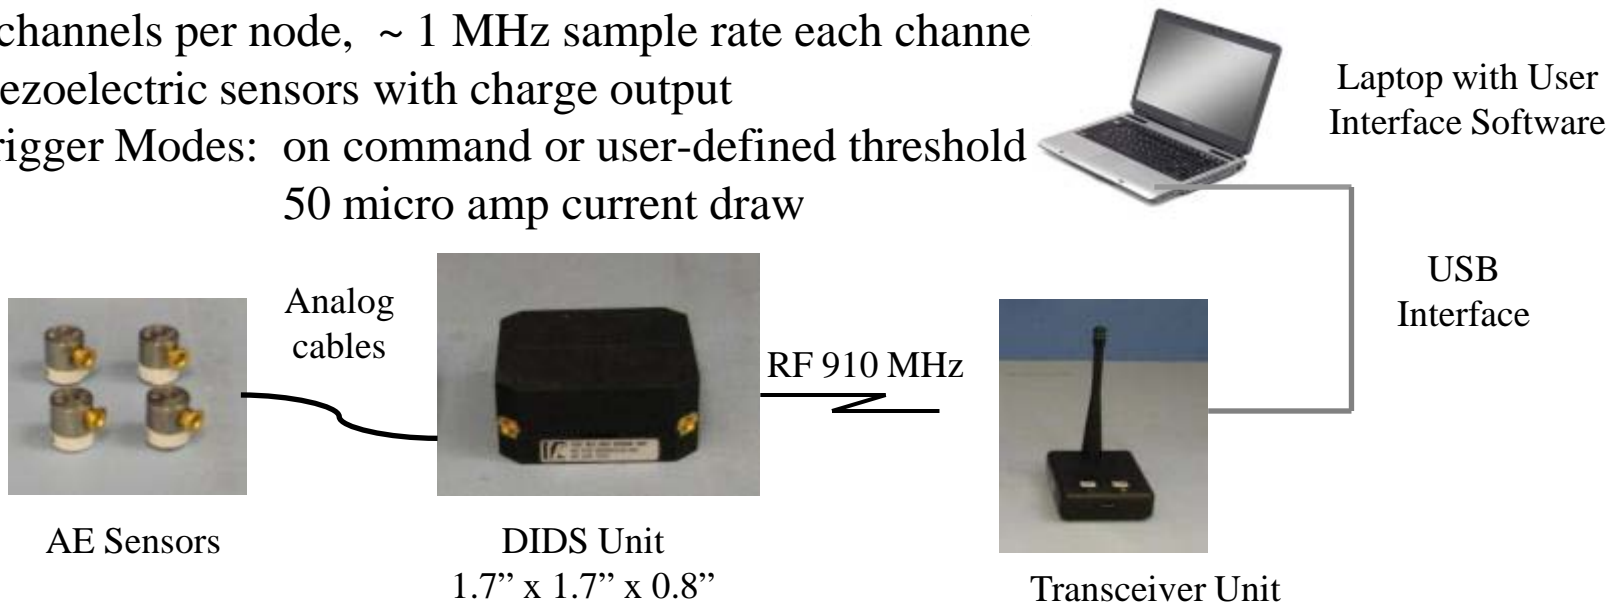 channels per node, ~ 1 MHz sample rate each channe
ezoelectric sensors with charge output
rigger Modes: on command or user-defined threshold
50 micro amp current draw
Laptop with User
Interface Software
USB
Interface
Analog
cables
RF 910 MHz
AE Sensors
DIDS Unit
1.7” x 1.7” x 0.8”
Transceiver Unit